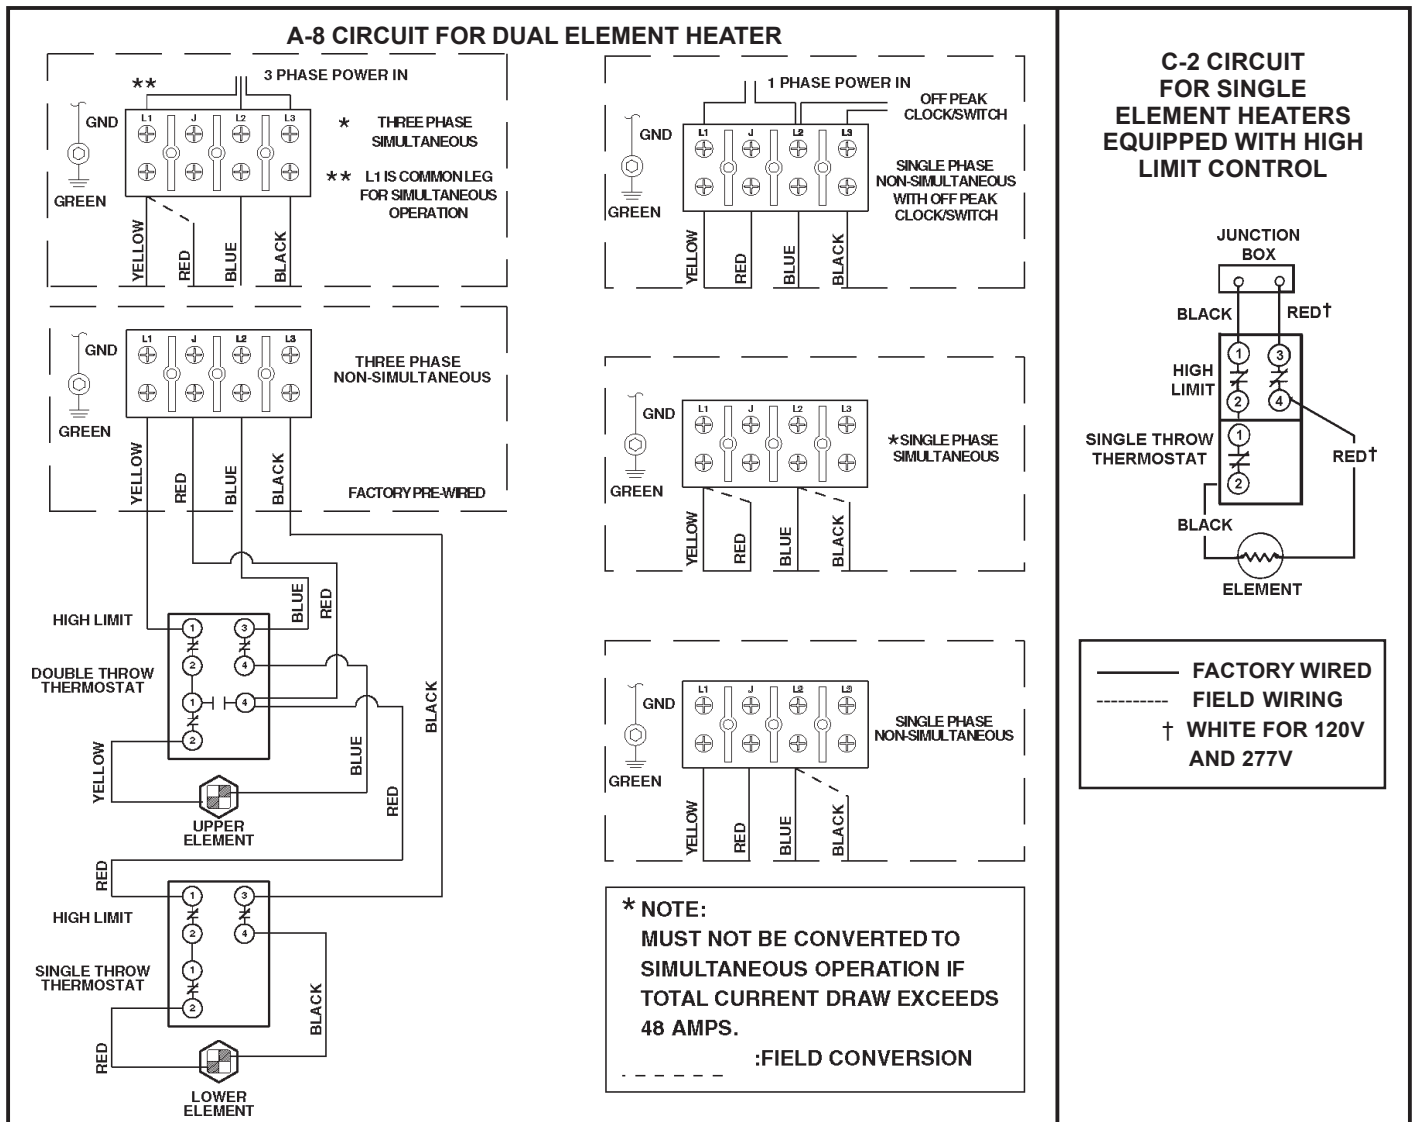 A-8 CIRCUIT FOR DUAL ELEMENT HEATER
3 PHASE POWER IN
**
GND
L1 J L2 L3
GREEN
* THREE PHASE
SIMULTANEOUS
** L1 IS COMMON LEG
FOR SIMULTANEOUS
OPERATION
YELLOW
RED
BLUE
BLACK
GND
L1 J L2 L3
GREEN
THREE PHASE
NON-SIMULTANEOUS
YELLOW
RED
BLUE
BLACK
FACTORY PRE-WIRED
BLUE
RED
HIGH LIMIT
1 3
2 4
DOUBLE THROW
THERMOSTAT
1 4
2
BLACK
YELLOW
BLUE
RED
UPPER
ELEMENT
RED
HIGH LIMIT
1 3
2 4
SINGLE THROW
THERMOSTAT
1
2
BLACK
RED
LOWER
ELEMENT
1 PHASE POWER IN
OFF PEAK
CLOCK/SWITCH
GND
L1 J L2 L3
GREEN
SINGLE PHASE
NON-SIMULTANEOUS
WITH OFF PEAK
CLOCK/SWITCH
YELLOW
RED
BLUE
BLACK
GND
L1 J L2 L3
GREEN
*SINGLE PHASE
SIMULTANEOUS
YELLOW
RED
BLUE
BLACK
GND
L1 J L2 L3
GREEN
SINGLE PHASE
NON-SIMULTANEOUS
YELLOW
RED
BLUE
BLACK
* NOTE:
MUST NOT BE CONVERTED TO
SIMULTANEOUS OPERATION IF
TOTAL CURRENT DRAW EXCEEDS
48 AMPS.
:FIELD CONVERSION
C-2 CIRCUIT
FOR SINGLE
ELEMENT HEATERS
EQUIPPED WITH HIGH
LIMIT CONTROL
JUNCTION
BOX
BLACK
RED†
HIGH
LIMIT
1 3
2 4
SINGLE THROW
THERMOSTAT
1
2
RED†
BLACK
ELEMENT
FACTORY WIRED
FIELD WIRING
† WHITE FOR 120V
AND 277V